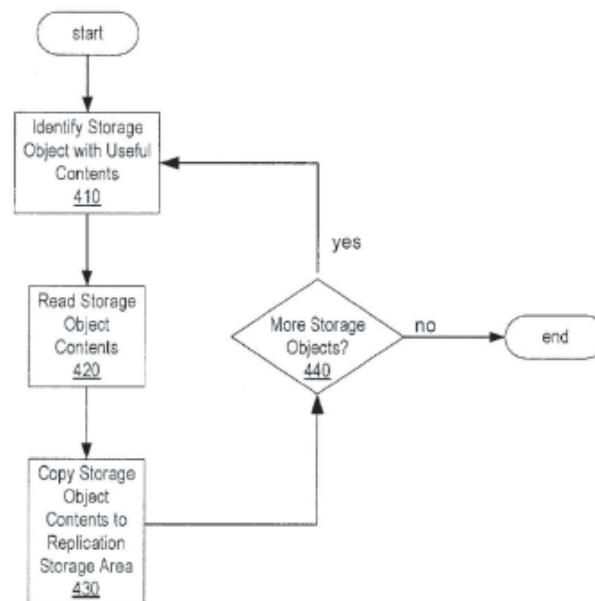 start
Identify Storage
Object with Useful
Contents
410
yes
Read Storage
Object
Contents
420
More Storage
Objects?
440
no
end
Copy Storage
Object
Contents to
Replication
Storage Area
430